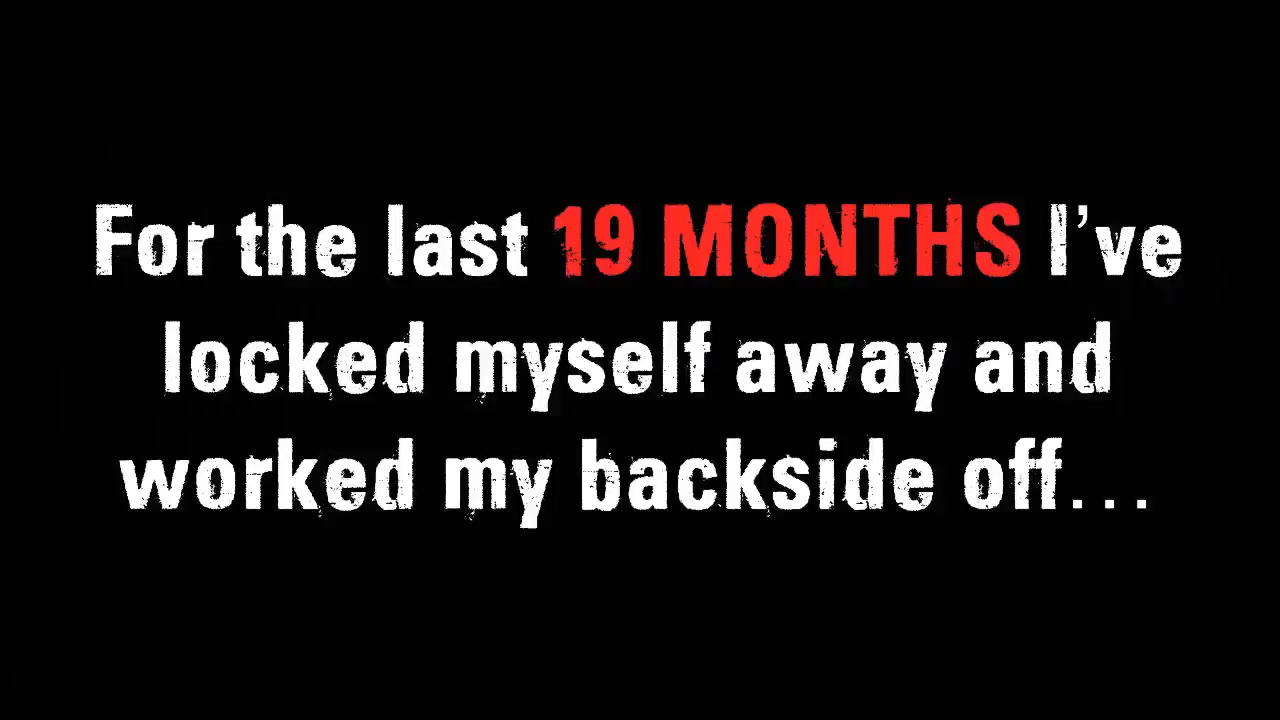 For the last 19 MONTHS I’ve
locked myself away and
worked my backside off…